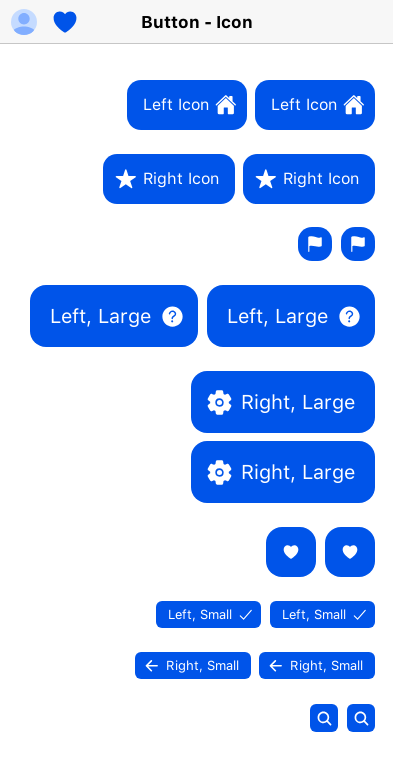 Button - Icon
Left Icon Left Icon
Right Icon Right Icon
Left, Large Left, Large
Right, Large
Right, Large
Left, Small Left, Small
Right, Small Right, Small